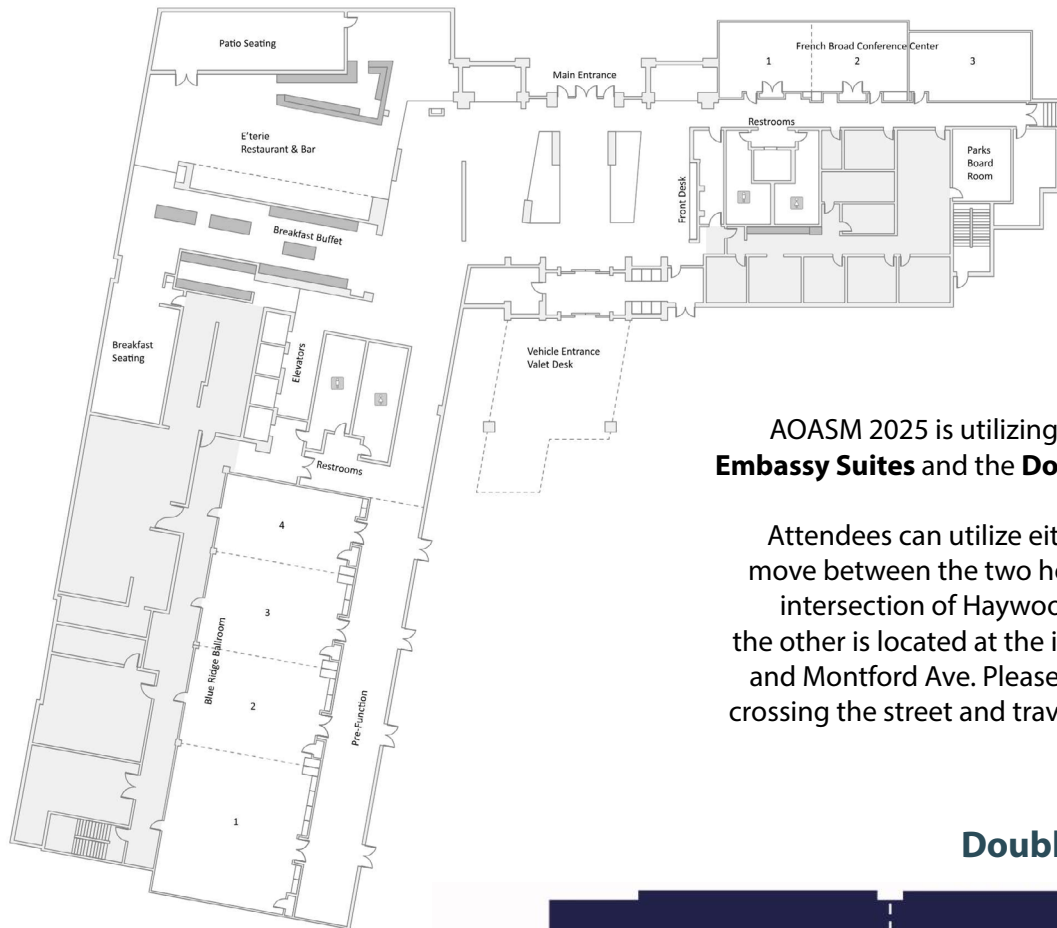 Patio Seating
French Broad Conference Center
1
2
3
Main Entrance
E'terie
Restaurant & Bar
Restrooms
Parks
Board
Room
Front Desk
Breakfast Buffet
Breakfast
Seating
Elevators
Vehicle Entrance
Valet Desk
Restrooms
4
3
Blue Ridge Ballroom
2
Pre-Function
1
AOASM 2025 is utilizing
Embassy Suites and the Do
Attendees can utilize eit
move between the two ho
intersection of Haywoo
the other is located at the i
and Montford Ave. Please
crossing the street and trav
Doubl